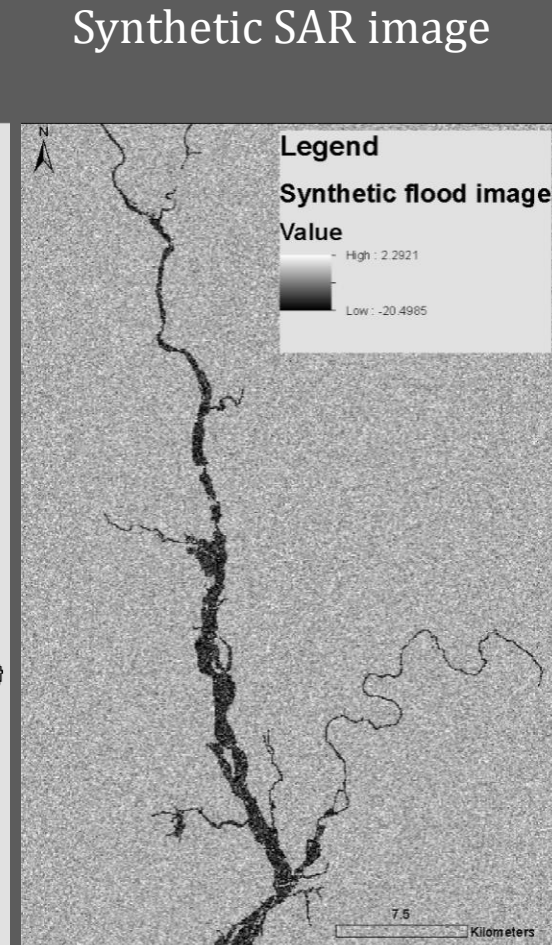 Synthetic SAR image
N
Legend
Synthetic flood image
Value
High : 2.2921
Low : -20.4985
7.5
Kilometers